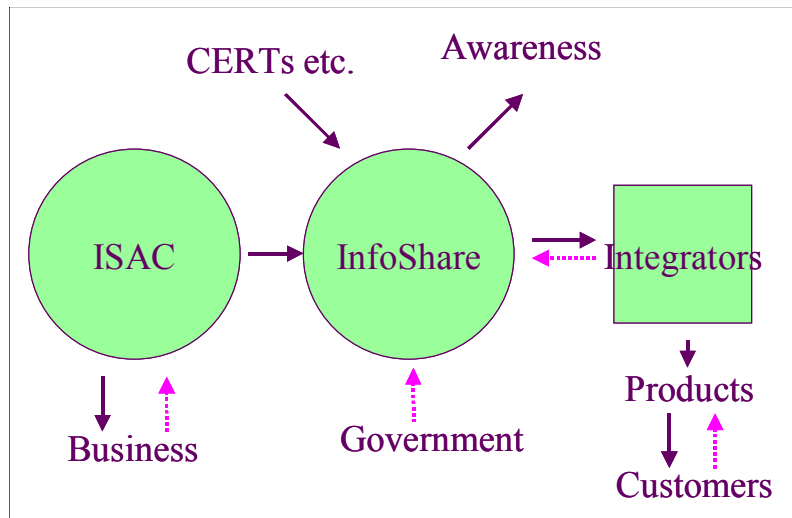 CERTs etc.
Awareness
ISAC
InfoShare
Integrators
Products
Business
Government
Customers